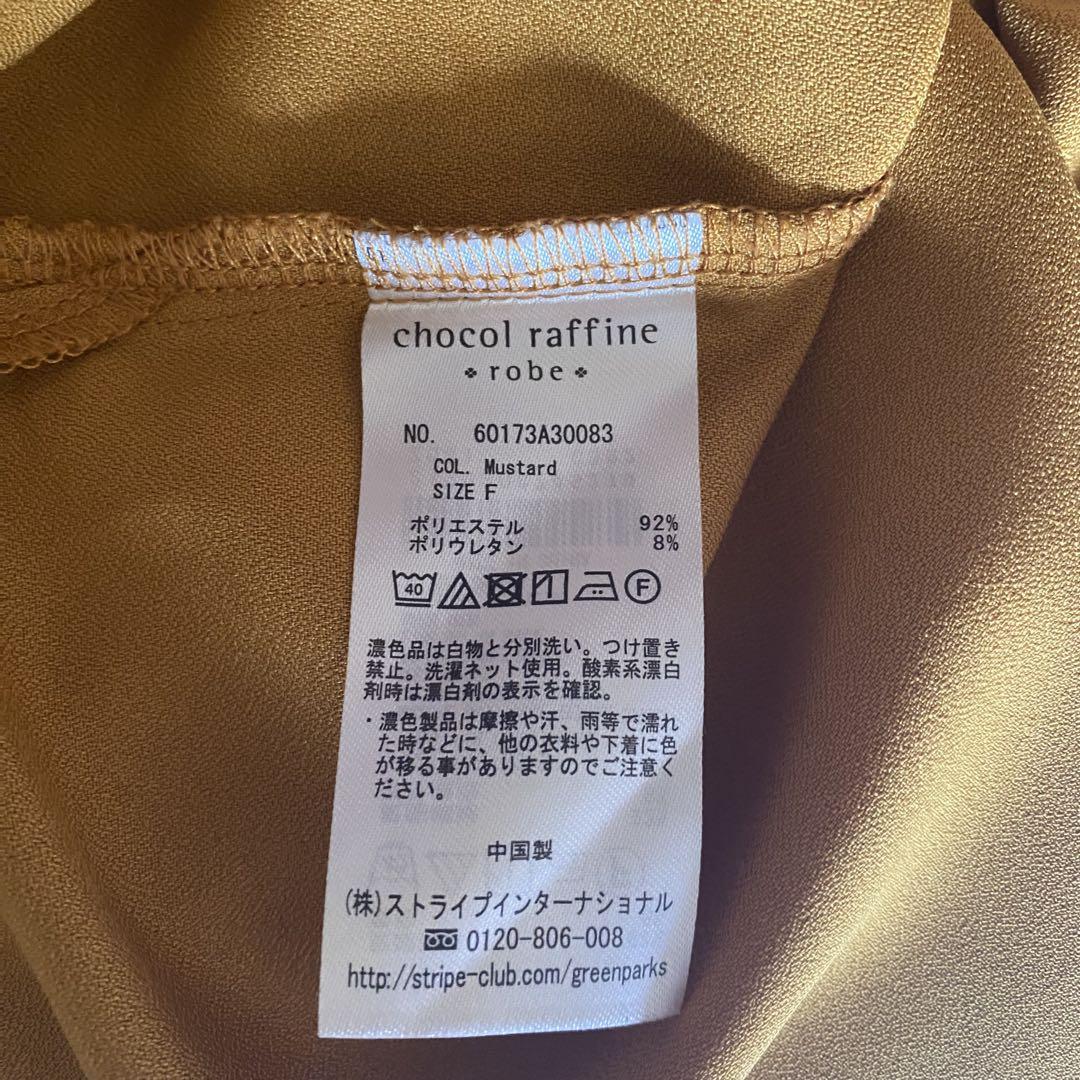 chocol raffine
robe
NO. 60173A30083
COL. Mustard
SIZE F
ポリエステル 92%
ポリウレタン 8%
40 F
濃色品は白物と分別洗い。つけ置き
禁止。洗濯ネット使用。酸素系漂白
剤時は漂白剤の表示を確認。
・濃色製品は摩擦や汗、雨等で濡れ
た時などに、他の衣料や下着に色
が移る事がありますのでご注意く
ださい。
中国製
(株)ストライプインターナショナル
0120-806-008
http://stripe-club.com/greenparks